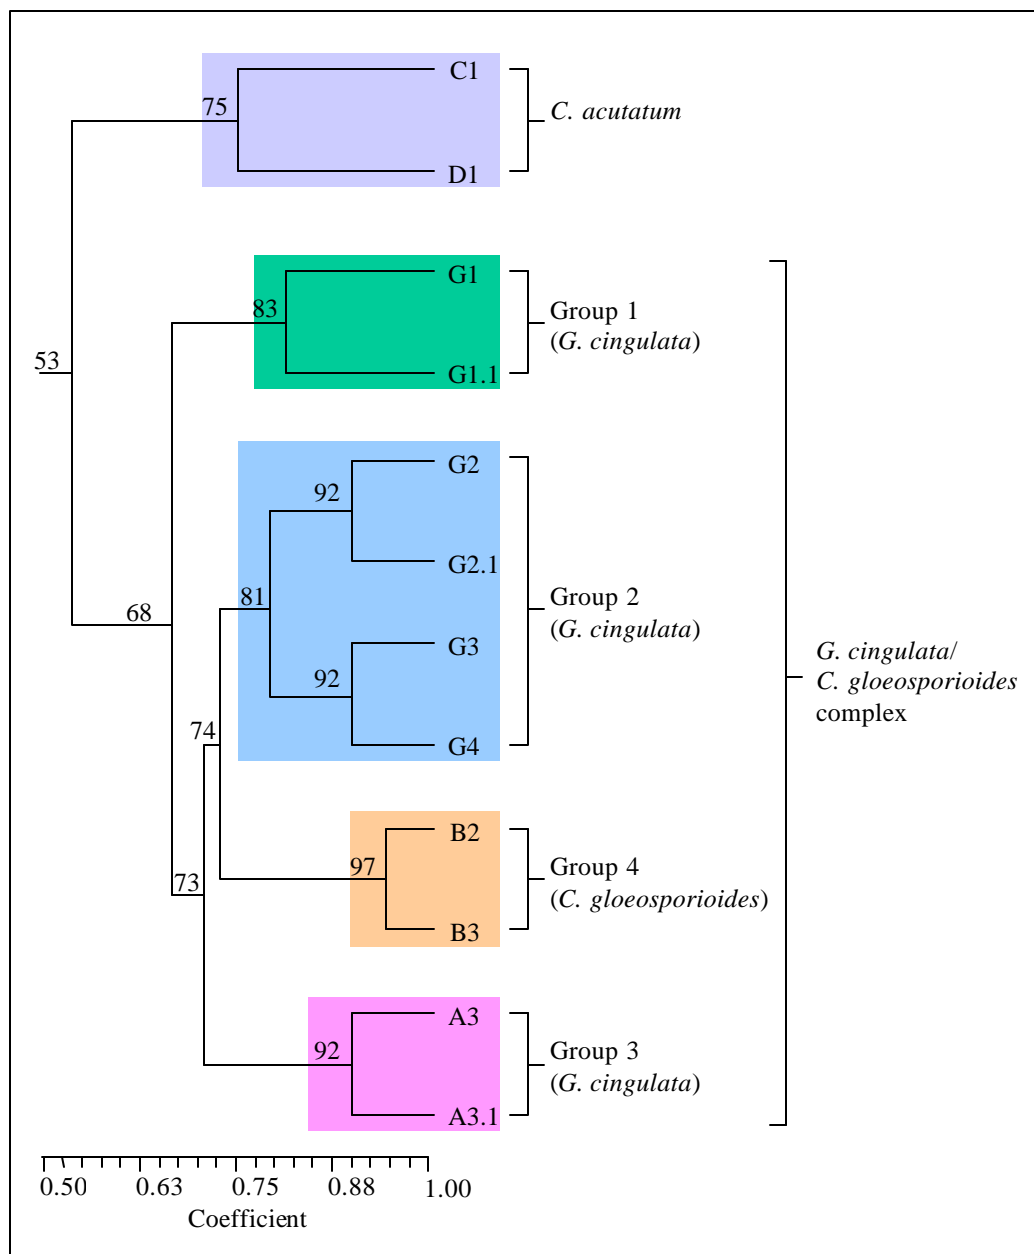 C1
75
C. acutatum
D1
G1
83
Group 1
(G. cingulata)
53
G1.1
G2
92
G2.1
81
Group 2
(G. cingulata)
68
G3
92
G. cingulata/
C. gloeosporioides
complex
74
G4
B2
97
Group 4
(C. gloeosporioides)
73
B3
A3
92
Group 3
(G. cingulata)
A3.1
0.50 0.63 0.75 0.88 1.00
Coefficient